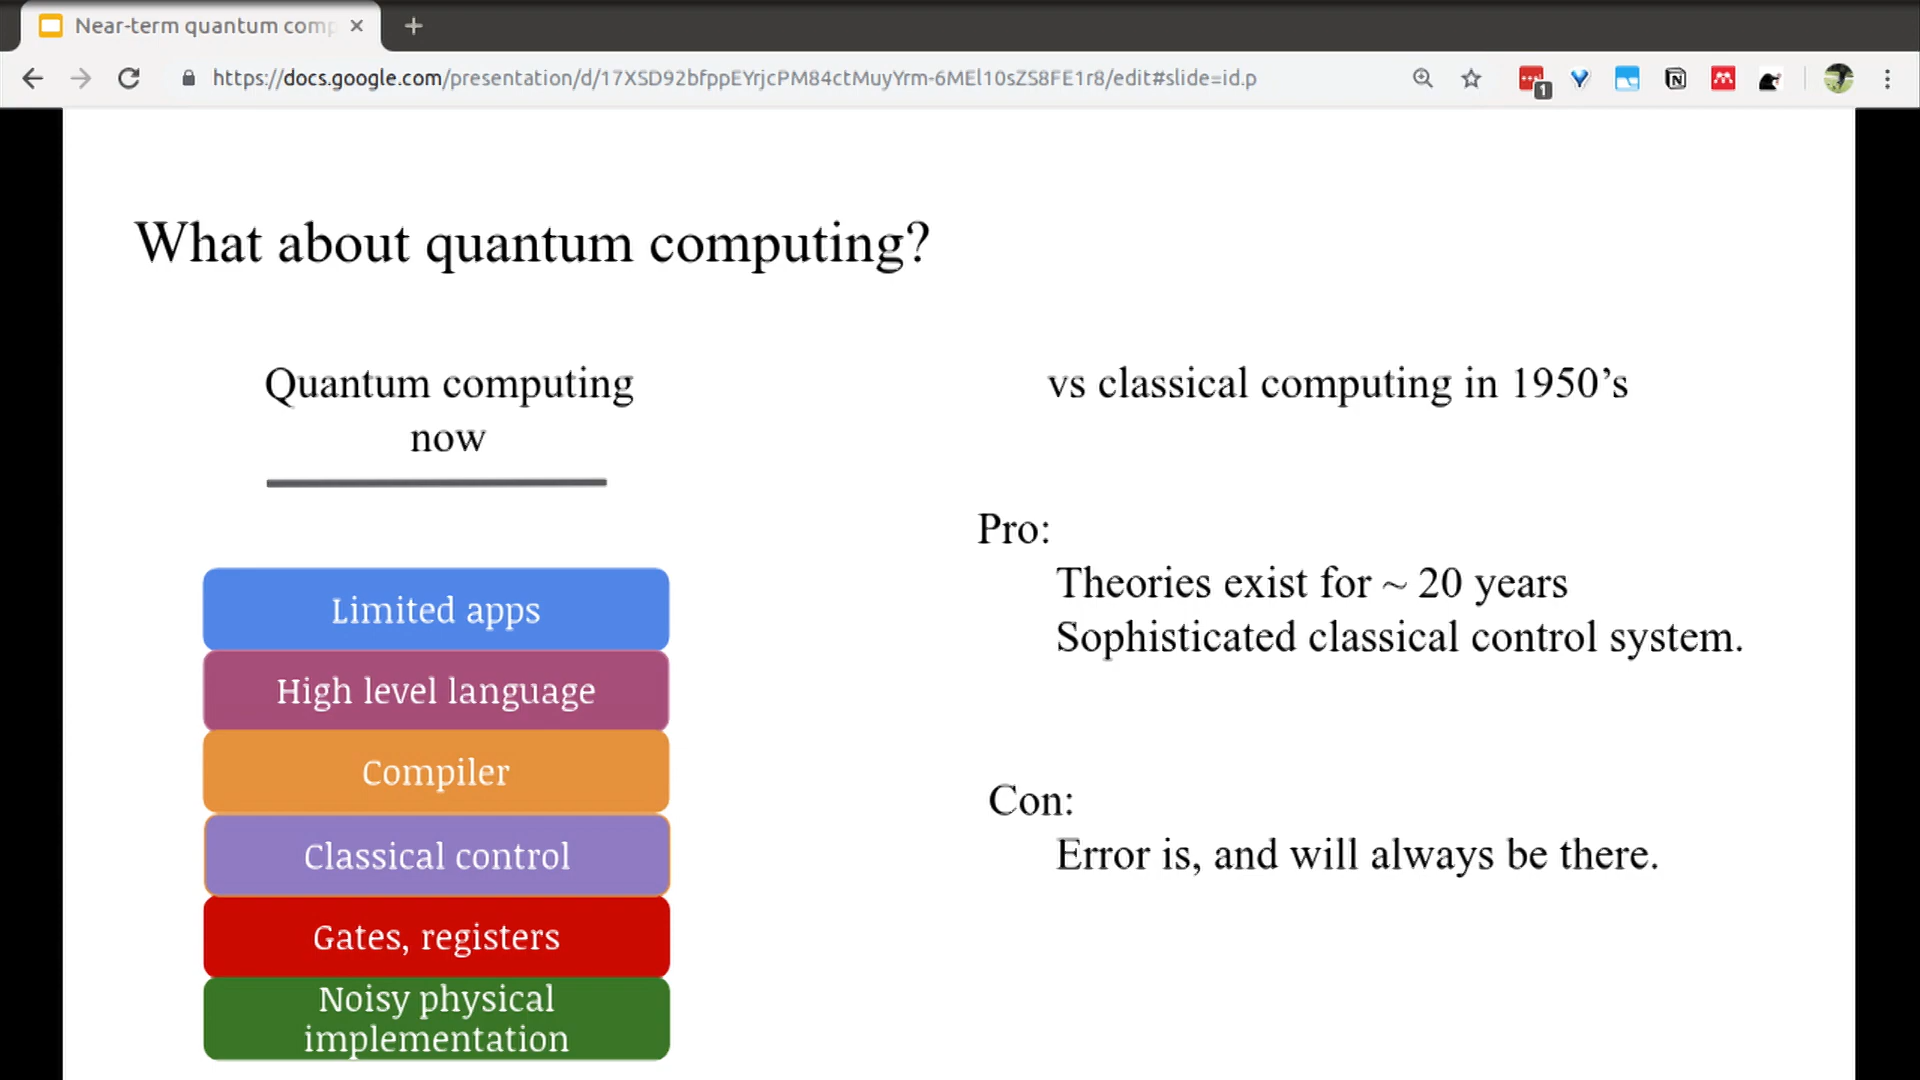 Near-term quantum comp
https://docs.google.com/presentation/d/17XSD92bfppEYrjcPM84ctMuyYrm-6MEl10sZS8FE1r8/edit#slide=id.p
1
What about quantum computing?
Quantum computing
now
Limited apps
High level language
Compiler
Classical control
Gates, registers
Noisy physical
implementation
vs classical computing in 1950’s
Pro:
Theories exist for ~ 20 years
Sophisticated classical control system.
Con:
Error is, and will always be there.